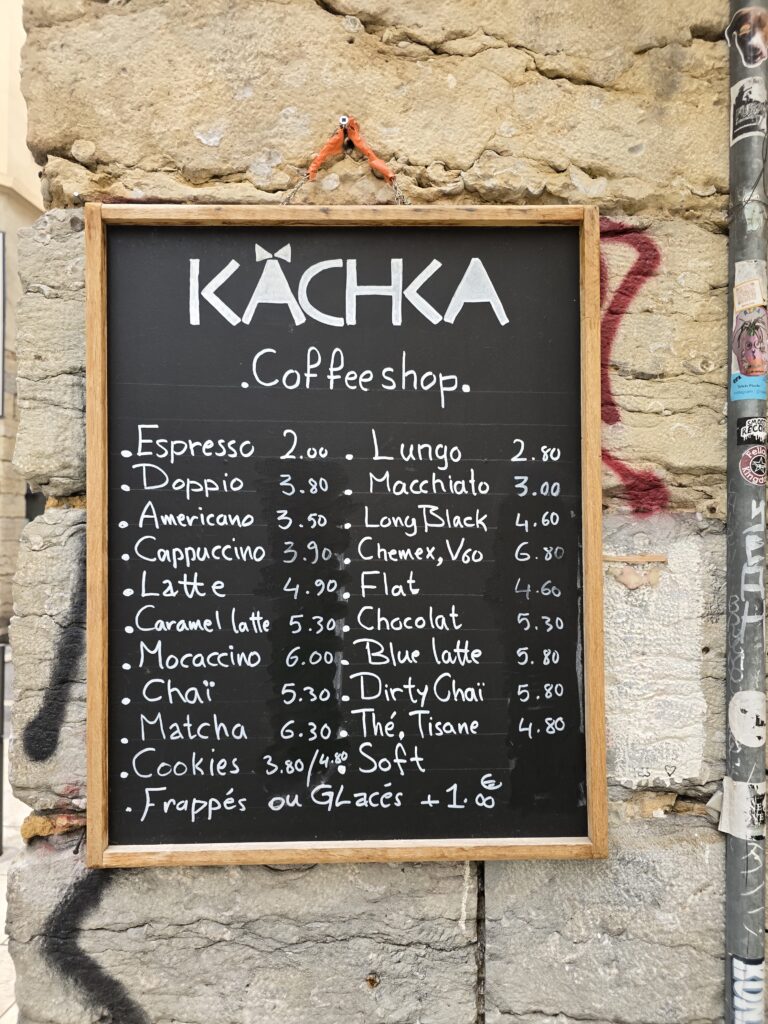 KACHKA
.Coffee shop.
. Espresso 2.00 . Lungo 2.80
. Doppio 3.80 . Macchiato 3.00
. Americano 3.50 . Long Black 4.60
. Cappuccino 3.90 . Chemex, V60 6.80
. Latte 4.90 . Flat 4.60
. Caramel latte 5.30 . Chocolat 5.30
. Mocaccino 6.00 . Blue latte 5.80
. Chaï 5.30 . Dirty Chaï 5.80
. Matcha 6.30 . Thé, Tisane 4.80
. Cookies 3.80/4.80 . Soft
. Frappés ou Glacés + 1.00€